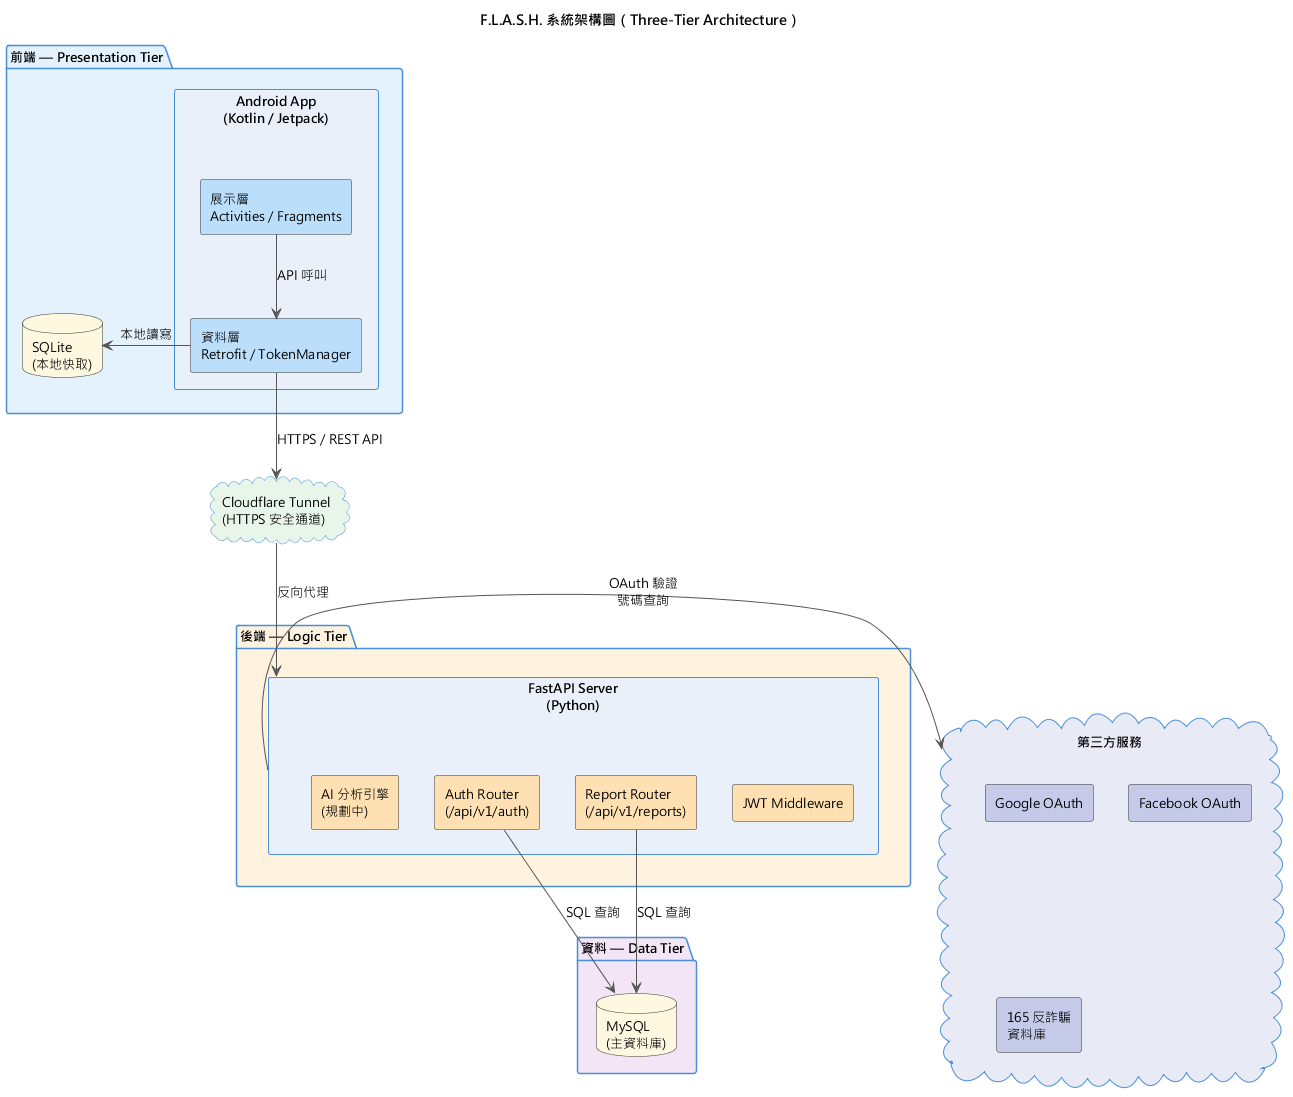 F.L.A.S.H. 系統架構圖（Three-Tier Architecture）
前端 — Presentation Tier
Android App
(Kotlin / Jetpack)
展示層
Activities / Fragments
API 呼叫
資料層
Retrofit / TokenManager
本地讀寫
SQLite
(本地快取)
HTTPS / REST API
Cloudflare Tunnel
(HTTPS 安全通道)
反向代理
OAuth 驗證
號碼查詢
後端 — Logic Tier
FastAPI Server
(Python)
AI 分析引擎
(規劃中)
Auth Router
(/api/v1/auth)
Report Router
(/api/v1/reports)
JWT Middleware
第三方服務
Google OAuth
Facebook OAuth
165 反詐騙
資料庫
SQL 查詢
SQL 查詢
資料 — Data Tier
MySQL
(主資料庫)